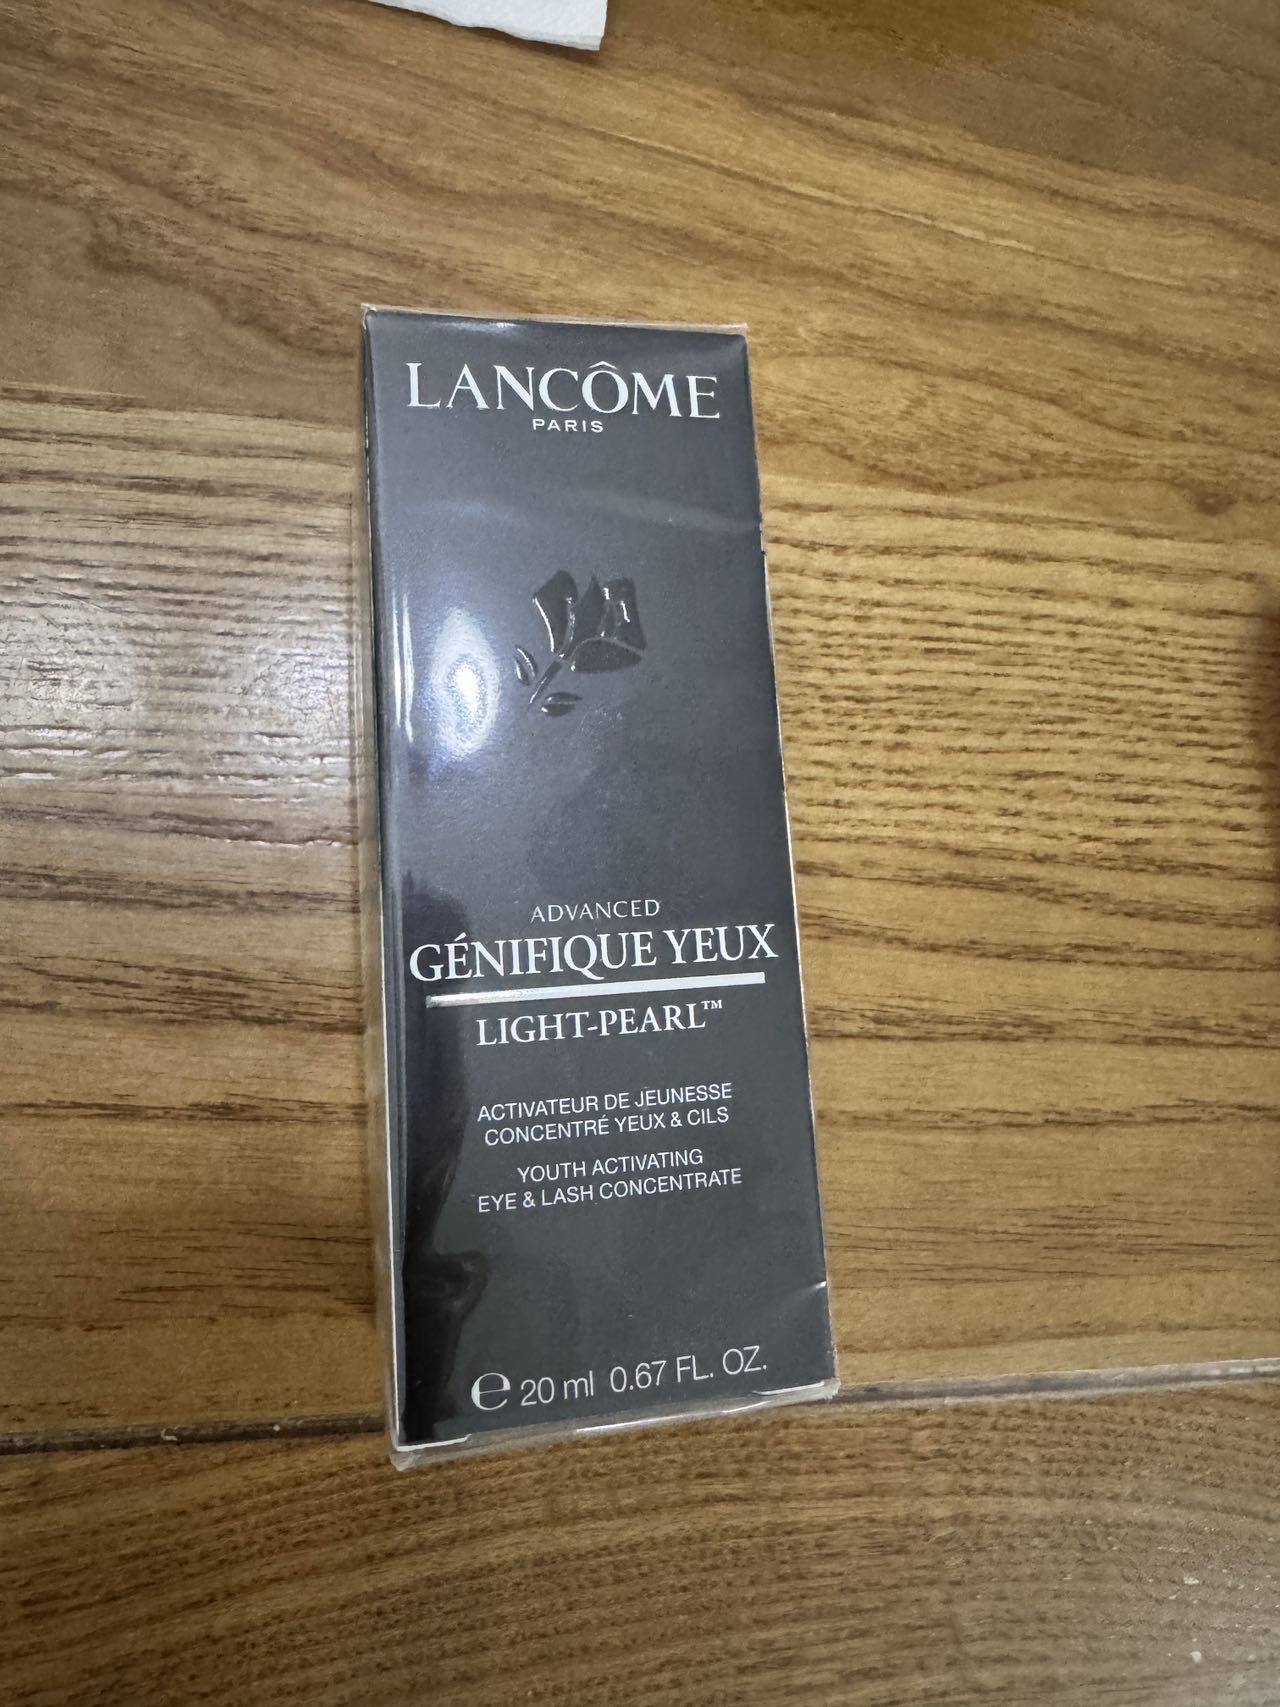 LANCÔME
PARIS
ADVANCED
GÉNIFIQUE YEUX
LIGHT-PEARL™
ACTIVATEUR DE JEUNESSE
CONCENTRÉ YEUX & CILS
YOUTH ACTIVATING
EYE & LASH CONCENTRATE
℮ 20 ml 0.67 FL. OZ.